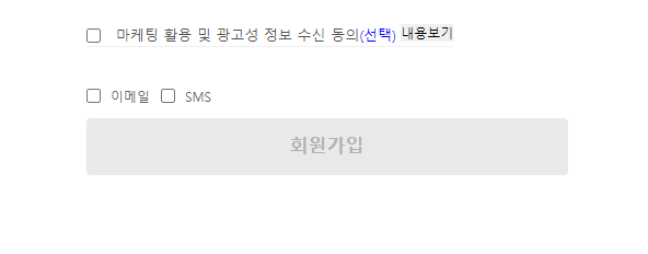 마케팅 활용 및 광고성 정보 수신 동의(선택) 내용보기
이메일 SMS
회원가입